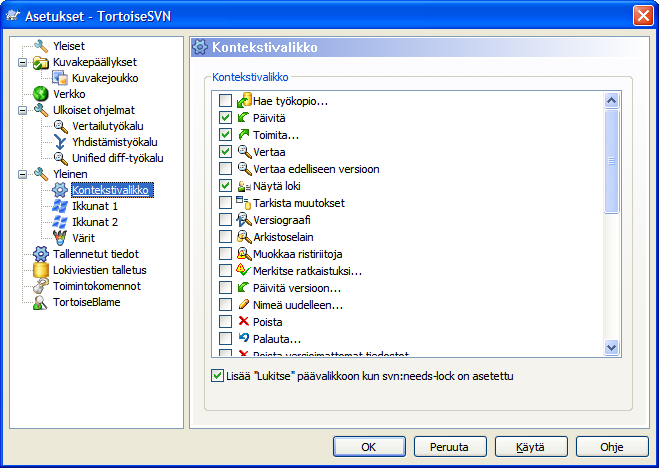 Asetukset - TortoiseSVN
Yleiset
Kuvakepäällykset
Kuvakejoukko
Verkko
Ulkoiset ohjelmat
Vertailutyökalu
Yhdistämistyökalu
Unified diff-työkalu
Yleinen
Kontekstivalikko
Ikkunat 1
Ikkunat 2
Värit
Tallennetut tiedot
Lokiviestien talletus
Toimintokomennot
TortoiseBlame
Kontekstivalikko
Kontekstivalikko
Hae työkopio...
Päivitä
Toimita...
Vertaa
Vertaa edelliseen versioon
Näytä loki
Tarkista muutokset
Versiograafi
Arkistoselain
Muokkaa ristiriitoja
Merkitse ratkaistuksi...
Päivitä versioon...
Nimeä uudelleen...
Poista
Palauta...
Poista versioimattomat tiedostot
Lisää "Lukitse" päävalikkoon kun svn:needs-lock on asetettu
OK
Peruuta
Käytä
Ohje